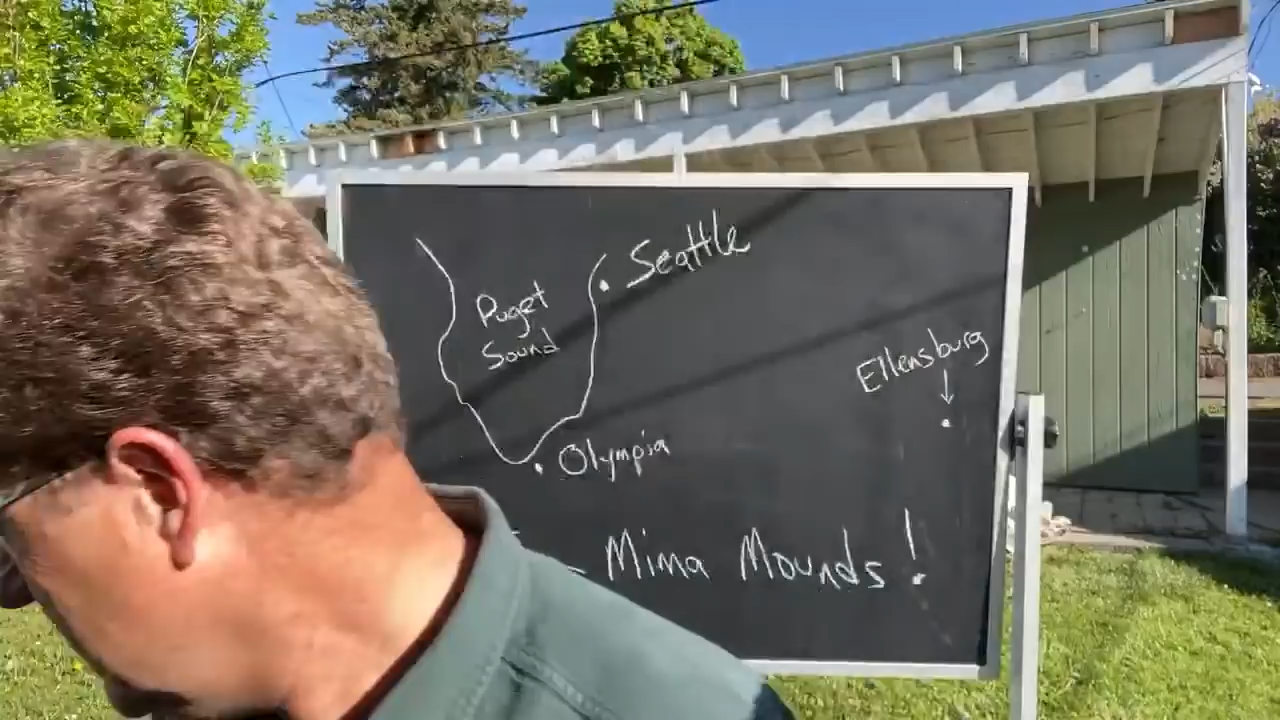 Seattle
Puget
Sound
Ellensburg
Olympia
Mima Mounds!